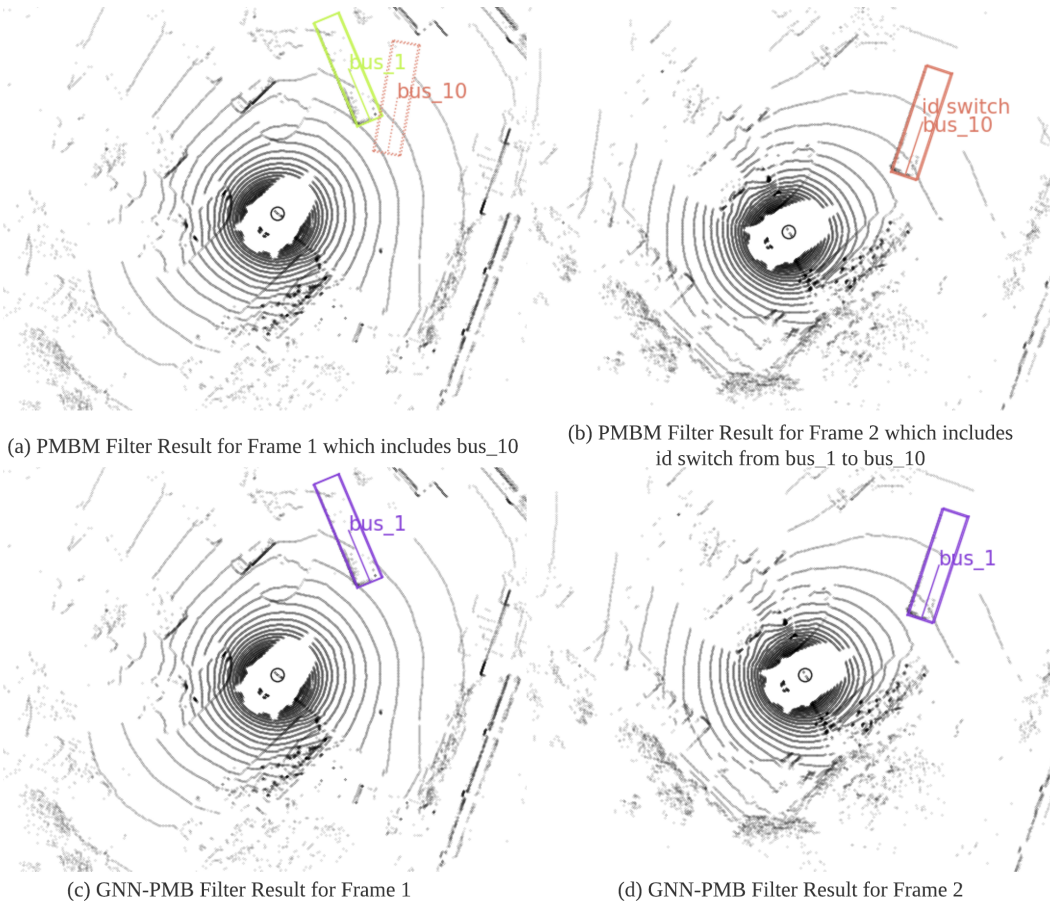 bus_1
bus_10
id switch
bus_10
(a) PMBM Filter Result for Frame 1 which includes bus_10
(b) PMBM Filter Result for Frame 2 which includes
id switch from bus_1 to bus_10
bus_1
bus_1
(c) GNN-PMB Filter Result for Frame 1
(d) GNN-PMB Filter Result for Frame 2